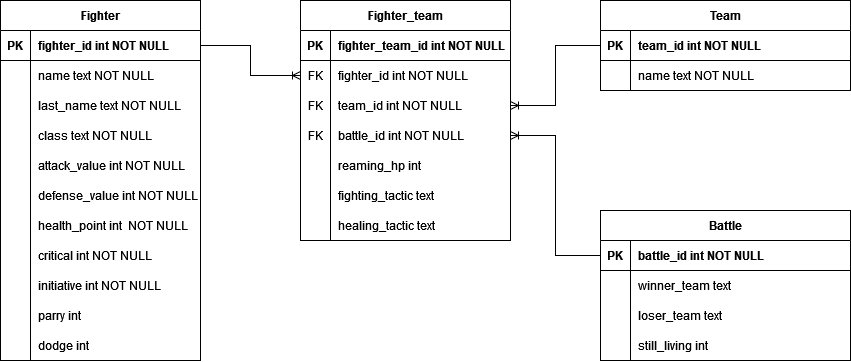 Fighter
PK fighter_id int NOT NULL
name text NOT NULL
last_name text NOT NULL
class text NOT NULL
attack_value int NOT NULL
defense_value int NOT NULL
health_point int  NOT NULL
critical int NOT NULL
initiative int NOT NULL
parry int
dodge int
Fighter_team
PK fighter_team_id int NOT NULL
FK fighter_id int NOT NULL
FK team_id int NOT NULL
FK battle_id int NOT NULL
reaming_hp int
fighting_tactic text
healing_tactic text
Team
PK team_id int NOT NULL
name text NOT NULL
Battle
PK battle_id int NOT NULL
winner_team text
loser_team text
still_living int